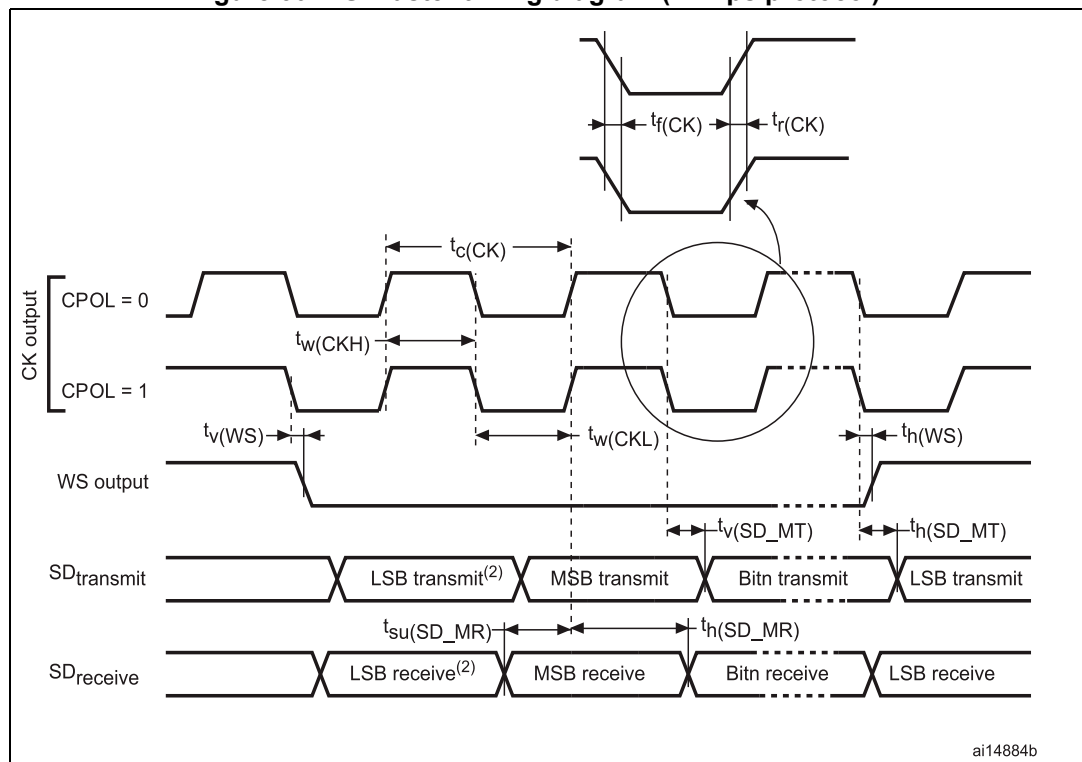 tf(CK)
tr(CK)
tc(CK)
CK output
CPOL = 0
tw(CKH)
CPOL = 1
tv(WS)
tw(CKL)
th(WS)
WS output
tv(SD_MT)
th(SD_MT)
SDtransmit
LSB transmit(2)
MSB transmit
Bitn transmit
LSB transmit
tsu(SD_MR)
th(SD_MR)
SDreceive
LSB receive(2)
MSB receive
Bitn receive
LSB receive
ai14884b